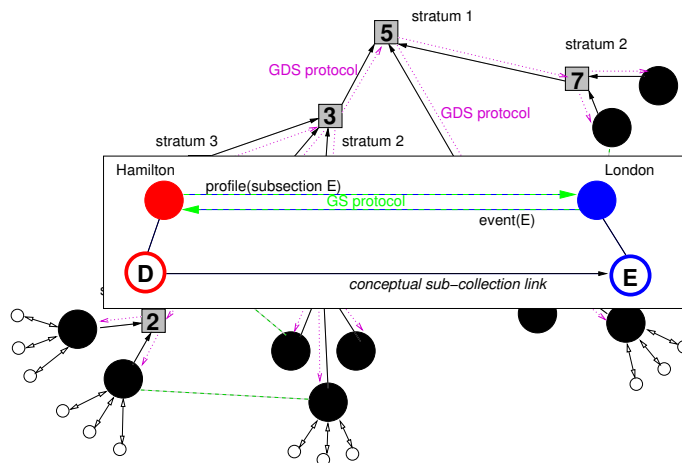 stratum 1
5
stratum 2
GDS protocol
7
GDS protocol
3
stratum 3
stratum 2
Hamilton
London
profile(subsection E)
GS protocol
event(E)
D
E
conceptual sub-collection link
2